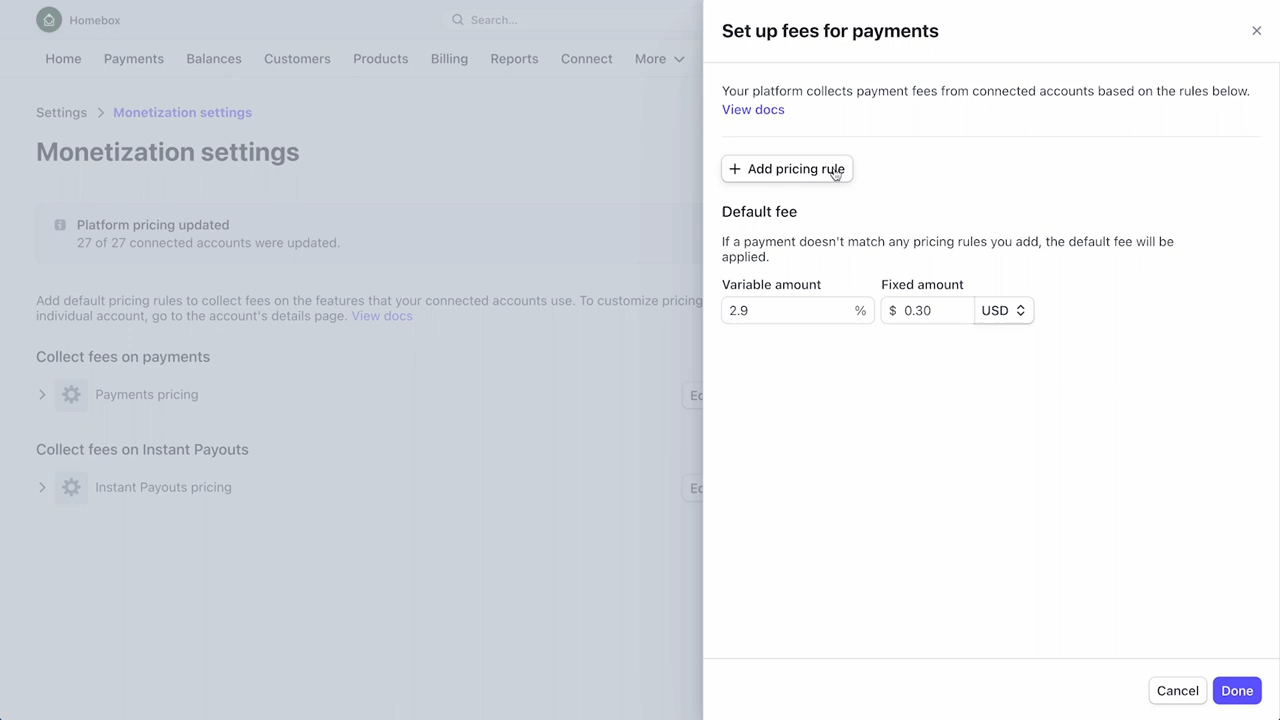 Homebox
Search...
Home Payments Balances Customers Products Billing Reports Connect More
Settings Monetization settings
Monetization settings
Platform pricing updated
27 of 27 connected accounts were updated.
Add default pricing rules to collect fees on the features that your connected accounts use. To customize pricing
individual account, go to the account's details page. View docs
Collect fees on payments
Payments pricing
Collect fees on Instant Payouts
Instant Payouts pricing
Set up fees for payments
Your platform collects payment fees from connected accounts based on the rules below.
View docs
+ Add pricing rule
Default fee
If a payment doesn't match any pricing rules you add, the default fee will be
applied.
Variable amount Fixed amount
2.9 % $ 0.30 USD
Cancel Done